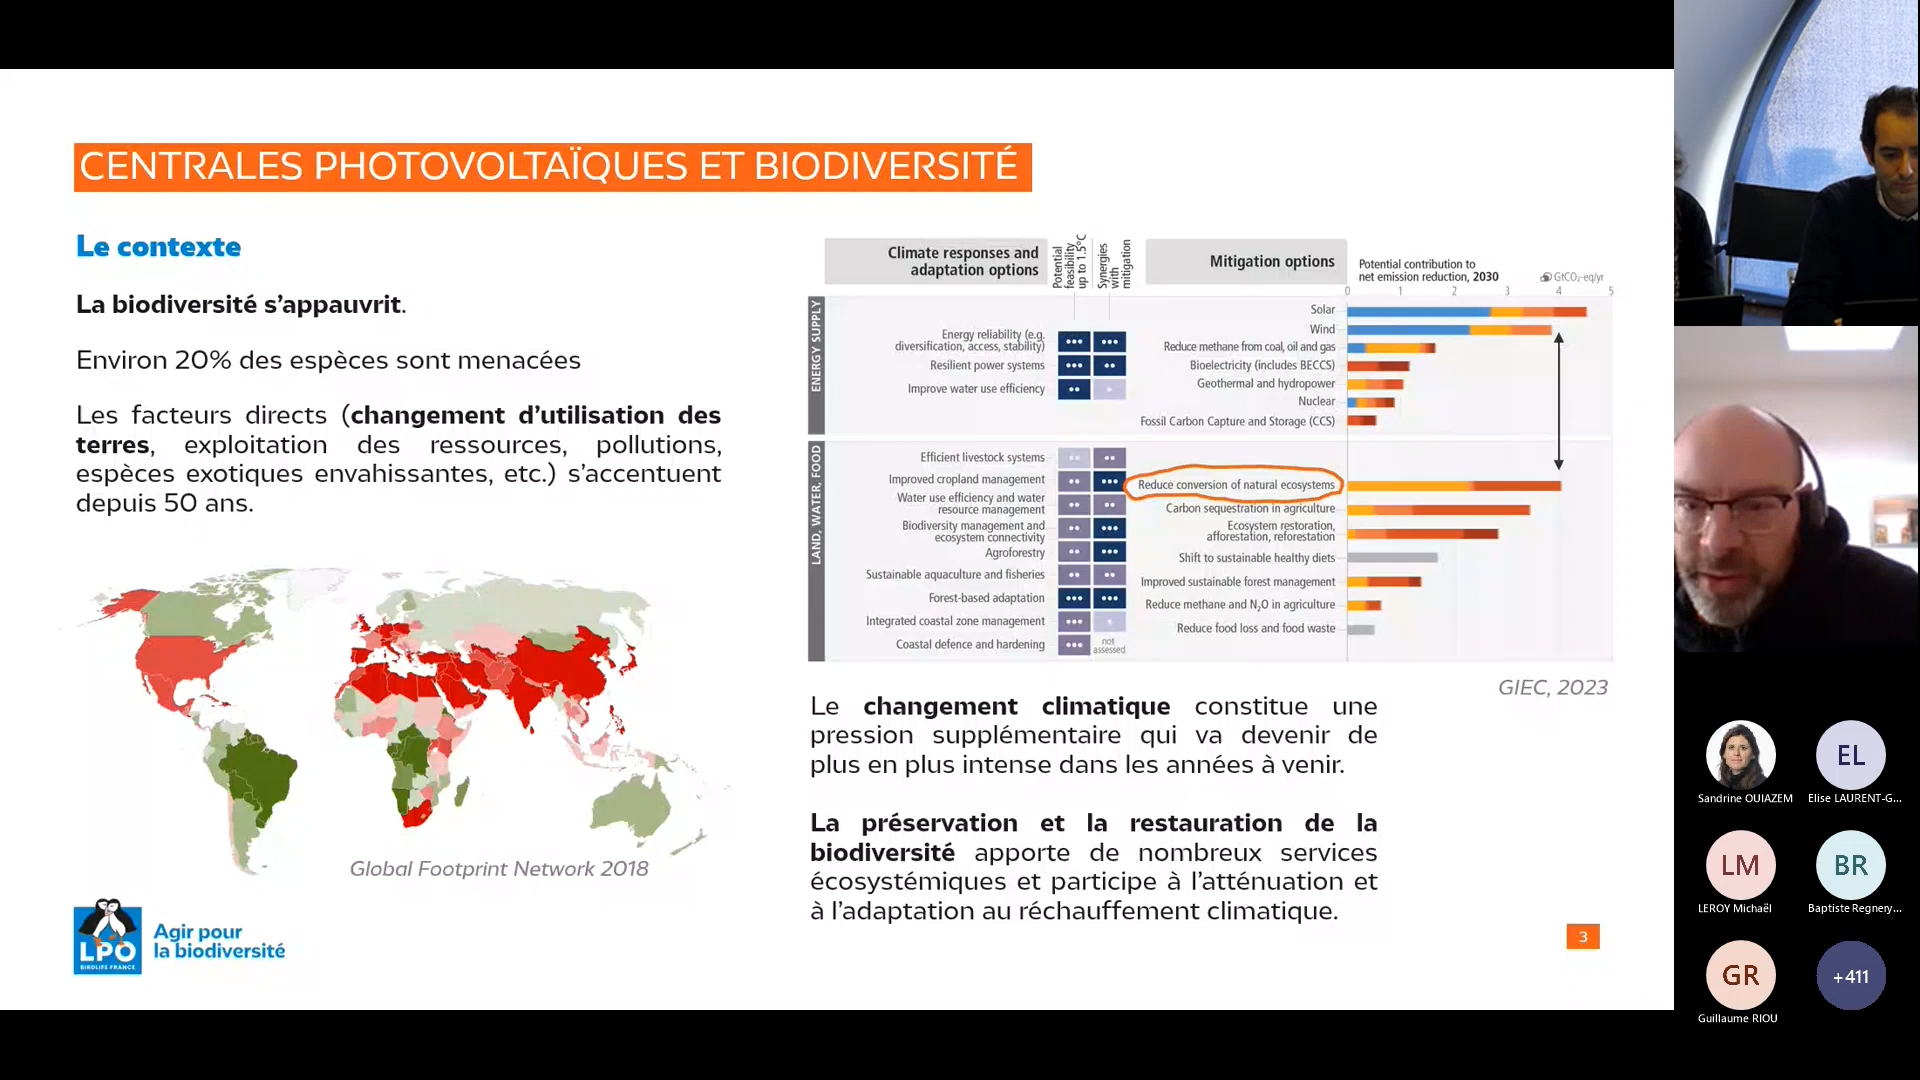 CENTRALES PHOTOVOLTAÏQUES ET BIODIVERSITÉ
Le contexte
La biodiversité s’appauvrit.
Environ 20% des espèces sont menacées
Les facteurs directs (changement d’utilisation des
terres, exploitation des ressources, pollutions,
espèces exotiques envahissantes, etc.) s’accentuent
depuis 50 ans.
Global Footprint Network 2018
LPO
BIRDLIFE FRANCE
Agir pour
la biodiversité
Climate responses and
adaptation options
Potential
feasibility
up to 1.5°C
Synergies
with
mitigation
Mitigation options
Potential contribution to
net emission reduction, 2030
GtCO₂-eq/yr
0 1 2 3 4 5
ENERGY SUPPLY
Energy reliability (e.g.
diversification, access, stability)
Resilient power systems
Improve water use efficiency
Solar
Wind
Reduce methane from coal, oil and gas
Bioelectricity (includes BECCS)
Geothermal and hydropower
Nuclear
Fossil Carbon Capture and Storage (CCS)
LAND, WATER, FOOD
Efficient livestock systems
Improved cropland management
Water use efficiency and water
resource management
Biodiversity management and
ecosystem connectivity
Agroforestry
Sustainable aquaculture and fisheries
Forest-based adaptation
Integrated coastal zone management
Coastal defence and hardening
not
assessed
Reduce conversion of natural ecosystems
Carbon sequestration in agriculture
Ecosystem restoration,
afforestation, reforestation
Shift to sustainable healthy diets
Improved sustainable forest management
Reduce methane and N₂O in agriculture
Reduce food loss and food waste
GIEC, 2023
Le changement climatique constitue une
pression supplémentaire qui va devenir de
plus en plus intense dans les années à venir.
La préservation et la restauration de la
biodiversité apporte de nombreux services
écosystémiques et participe à l’atténuation et
à l’adaptation au réchauffement climatique.
3
Sandrine OUIAZEM
EL
Elise LAURENT-G...
LM
LEROY Michaël
BR
Baptiste Regnery...
GR
Guillaume RIOU
+411